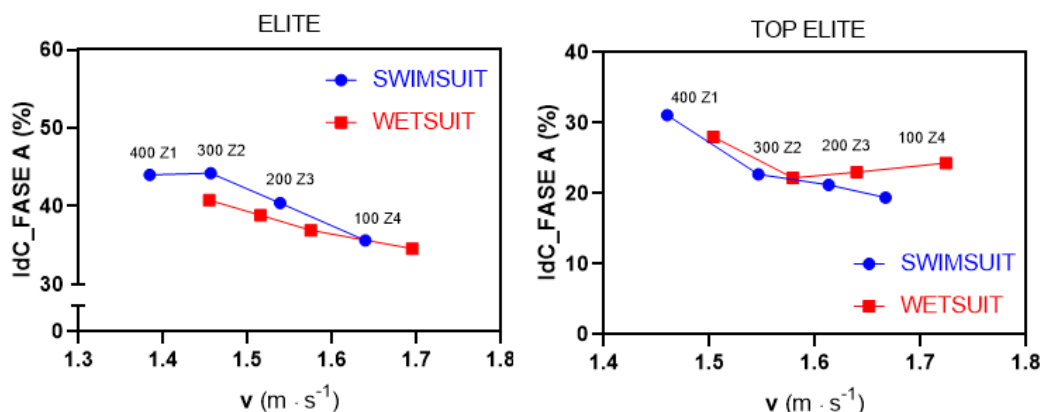 ELITE
60
50
40
30
0
IdC_FASE A (%)
SWIMSUIT
WETSUIT
400 Z1
300 Z2
200 Z3
100 Z4
1.3 1.4 1.5 1.6 1.7 1.8
v (m · s⁻¹)
TOP ELITE
40
30
20
10
0
IdC_FASE A (%)
400 Z1
300 Z2
200 Z3
100 Z4
SWIMSUIT
WETSUIT
1.4 1.5 1.6 1.7 1.8
v (m · s⁻¹)